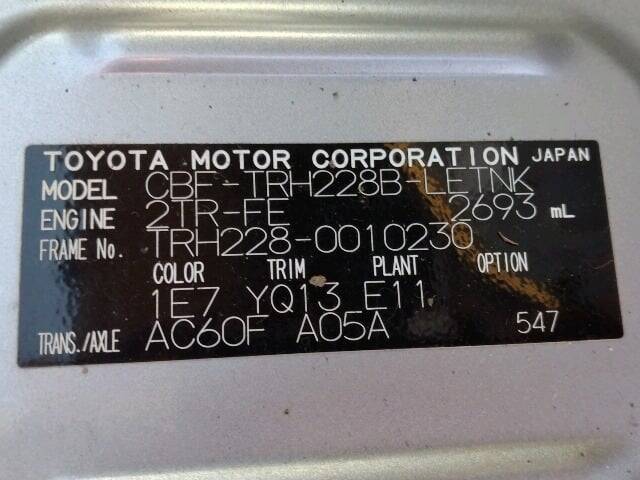 TOYOTA MOTOR CORPORATION JAPAN
MODEL CBF-TRH228B-LETNK
ENGINE 2TR-FE 2693 mL
FRAME No. TRH228-0010230
COLOR TRIM PLANT OPTION
1E7 YQ13 E11
TRANS./AXLE AC60F A05A 547